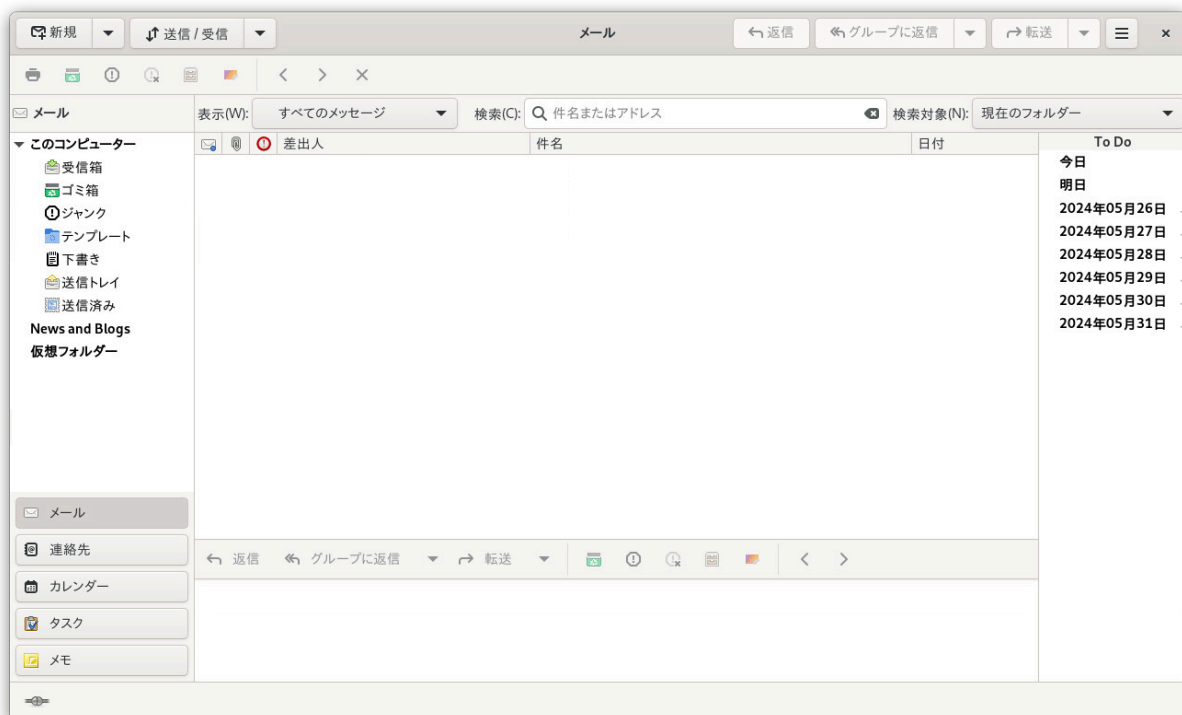 新規 送信 / 受信 メール 返信 グループに返信 転送
メール
表示(W): すべてのメッセージ 検索(C): 件名またはアドレス 検索対象(N): 現在のフォルダー
このコンピューター
受信箱
ゴミ箱
ジャンク
テンプレート
下書き
送信トレイ
送信済み
News and Blogs
仮想フォルダー
差出人 件名 日付
To Do
今日
明日
2024年05月26日
2024年05月27日
2024年05月28日
2024年05月29日
2024年05月30日
2024年05月31日
メール
連絡先
カレンダー
タスク
メモ
返信 グループに返信 転送